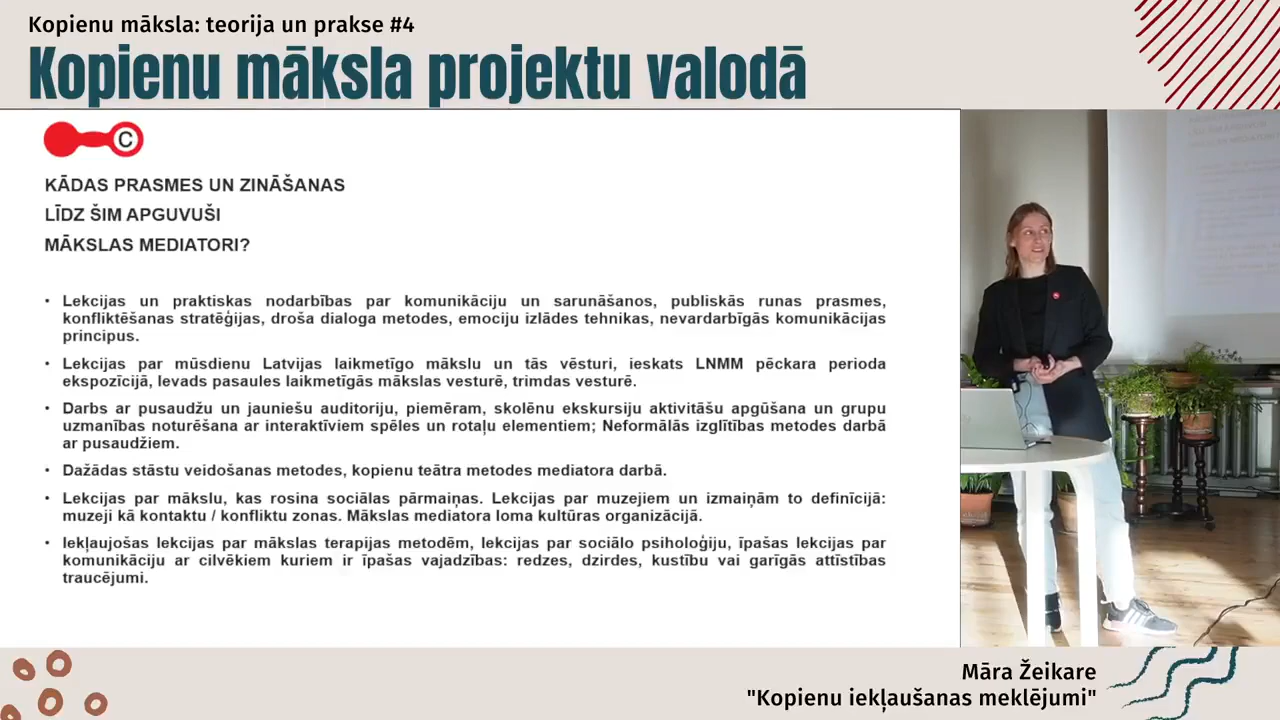 Kopienu māksla: teorija un prakse #4
Kopienu māksla projektu valodā
C
KĀDAS PRASMES UN ZINĀŠANAS
LĪDZ ŠIM APGUVUŠI
MĀKSLAS MEDIATORI?
• Lekcijas un praktiskas nodarbības par komunikāciju un sarunāšanos, publiskās runas prasmes,
konfliktēšanas stratēģijas, droša dialoga metodes, emociju izlādes tehnikas, nevardarbīgās komunikācijas
principus.
• Lekcijas par mūsdienu Latvijas laikmetīgo mākslu un tās vēsturi, ieskats LNMM pēckara perioda
ekspozīcijā, Ievads pasaules laikmetīgās mākslas vesturē, trimdas vesturē.
• Darbs ar pusaudžu un jauniešu auditoriju, piemēram, skolēnu ekskursiju aktivitāšu apgūšana un grupu
uzmanības noturēšana ar interaktīviem spēles un rotaļu elementiem; Neformālās izglītības metodes darbā
ar pusaudžiem.
• Dažādas stāstu veidošanas metodes, kopienu teātra metodes mediatora darbā.
• Lekcijas par mākslu, kas rosina sociālas pārmaiņas. Lekcijas par muzejiem un izmaiņām to definīcijā:
muzeji kā kontaktu / konfliktu zonas. Mākslas mediatora loma kultūras organizācijā.
• Iekļaujošas lekcijas par mākslas terapijas metodēm, lekcijas par sociālo psiholoģiju, īpašas lekcijas par
komunikāciju ar cilvēkiem kuriem ir īpašas vajadzības: redzes, dzirdes, kustību vai garīgās attīstības
traucējumi.
Māra Žeikare
"Kopienu iekļaušanas meklējumi"